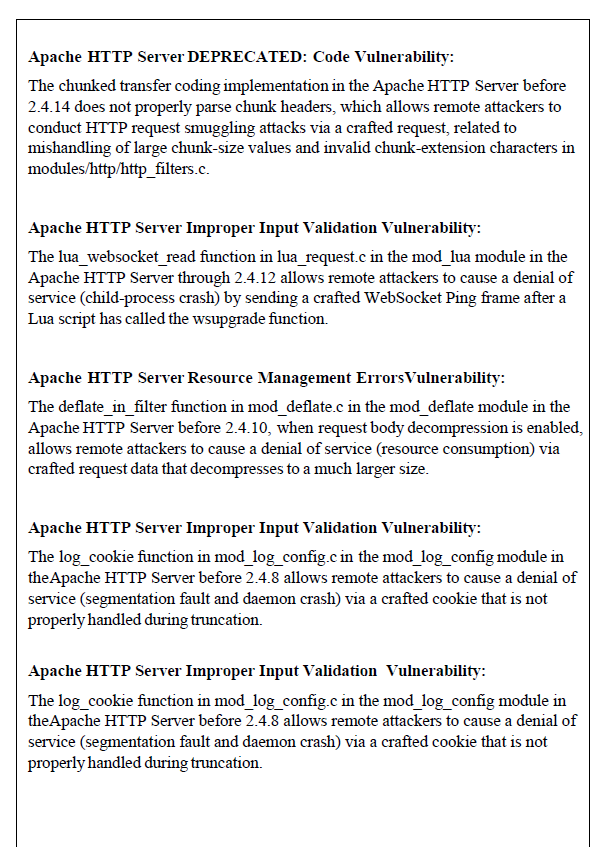 Apache HTTP Server DEPRECATED: Code Vulnerability:
The chunked transfer coding implementation in the Apache HTTP Server before
2.4.14 does not properly parse chunk headers, which allows remote attackers to
conduct HTTP request smuggling attacks via a crafted request, related to
mishandling of large chunk-size values and invalid chunk-extension characters in
modules/http/http_filters.c.
Apache HTTP Server Improper Input Validation Vulnerability:
The lua_websocket_read function in lua_request.c in the mod_lua module in the
Apache HTTP Server through 2.4.12 allows remote attackers to cause a denial of
service (child-process crash) by sending a crafted WebSocket Ping frame after a
Lua script has called the wsupgrade function.
Apache HTTP Server Resource Management ErrorsVulnerability:
The deflate_in_filter function in mod_deflate.c in the mod_deflate module in the
Apache HTTP Server before 2.4.10, when request body decompression is enabled,
allows remote attackers to cause a denial of service (resource consumption) via
crafted request data that decompresses to a much larger size.
Apache HTTP Server Improper Input Validation Vulnerability:
The log_cookie function in mod_log_config.c in the mod_log_config module in
theApache HTTP Server before 2.4.8 allows remote attackers to cause a denial of
service (segmentation fault and daemon crash) via a crafted cookie that is not
properly handled during truncation.
Apache HTTP Server Improper Input Validation Vulnerability:
The log_cookie function in mod_log_config.c in the mod_log_config module in
theApache HTTP Server before 2.4.8 allows remote attackers to cause a denial of
service (segmentation fault and daemon crash) via a crafted cookie that is not
properly handled during truncation.